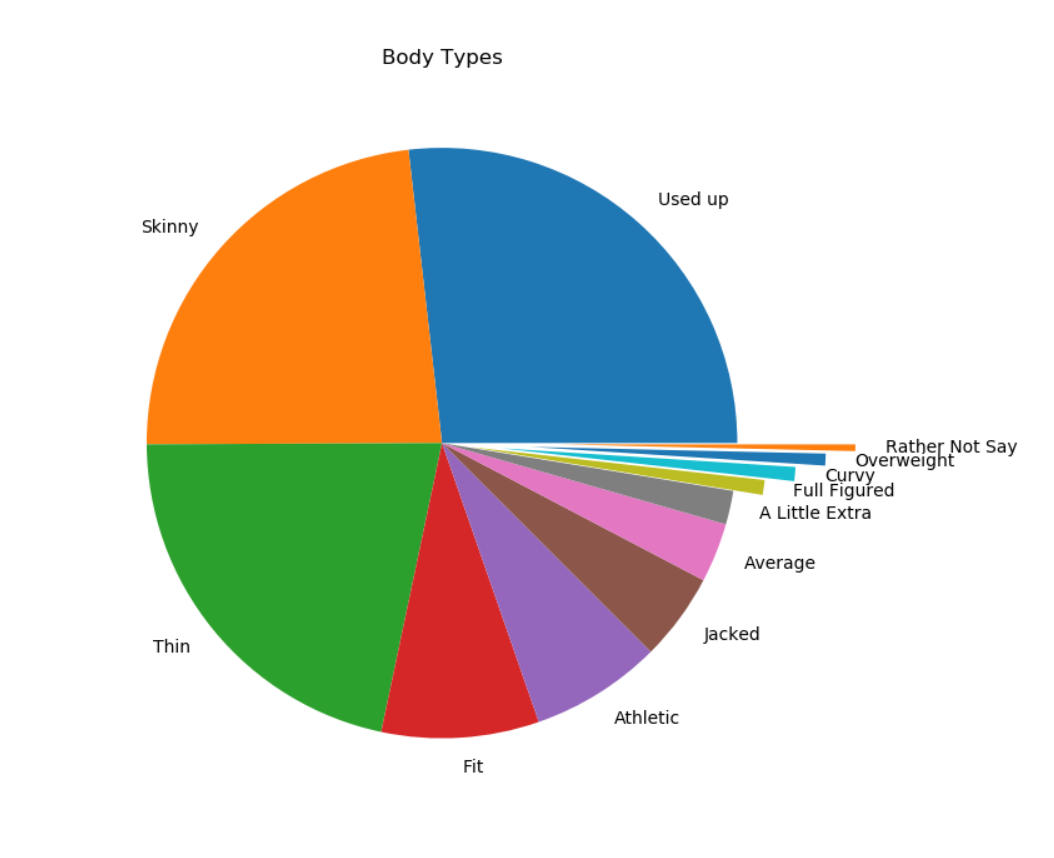 Body Types
Used up
Skinny
Rather Not Say
Overweight
Curvy
Full Figured
A Little Extra
Average
Jacked
Thin
Athletic
Fit